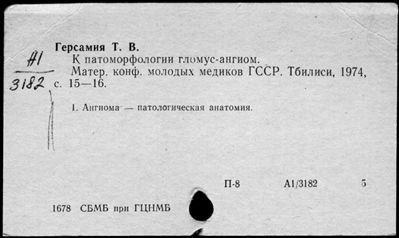 Герсамия Т. В.
А1
3182
К патоморфологии гломус-ангиом.
Матер. конф. молодых медиков ГССР. Тбилиси, 1974,
с. 15—16.
1. Ангиома — патологическая анатомия.
П-8 А1/3182 5
1678 СБМБ при ГЦНМБ